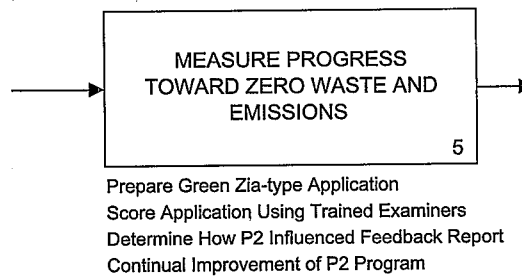 MEASURE PROGRESS
TOWARD ZERO WASTE AND
EMISSIONS
5
Prepare Green Zia-type Application
Score Application Using Trained Examiners
Determine How P2 Influenced Feedback Report
Continual Improvement of P2 Program